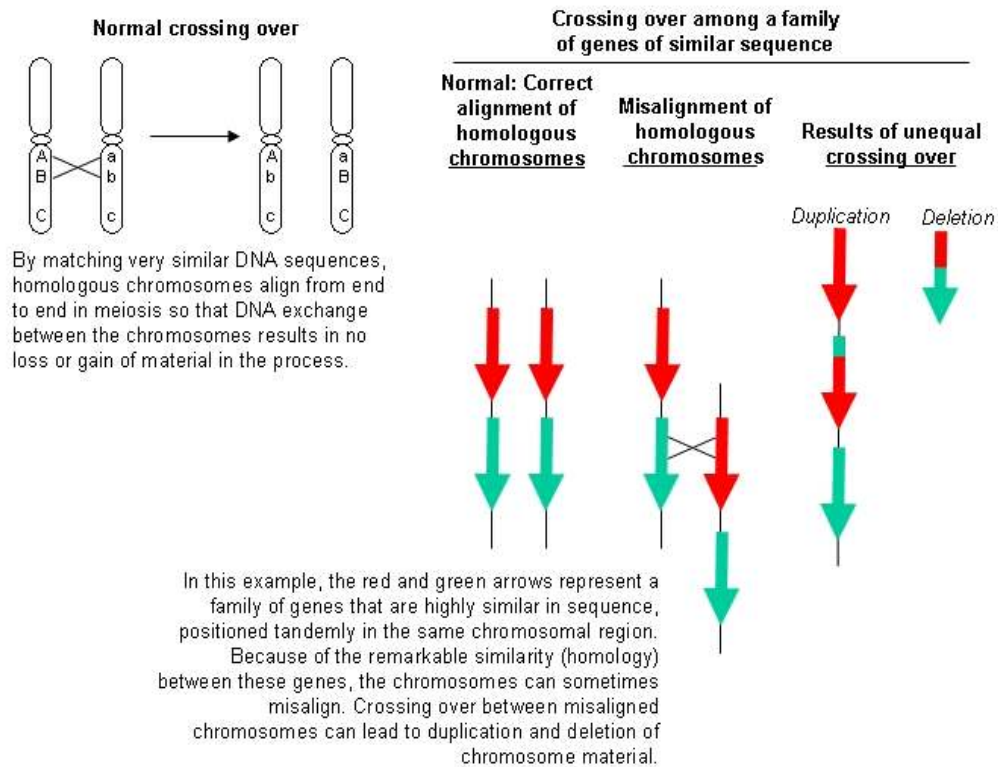 Normal crossing over
A
B
C
a
b
c
A
b
c
a
B
C
By matching very similar DNA sequences,
homologous chromosomes align from end
to end in meiosis so that DNA exchange
between the chromosomes results in no
loss or gain of material in the process.
Crossing over among a family
of genes of similar sequence
Normal: Correct
alignment of
homologous
chromosomes
Misalignment of
homologous
chromosomes
Results of unequal
crossing over
Duplication
Deletion
In this example, the red and green arrows represent a
family of genes that are highly similar in sequence,
positioned tandemly in the same chromosomal region.
Because of the remarkable similarity (homology)
between these genes, the chromosomes can sometimes
misalign. Crossing over between misaligned
chromosomes can lead to duplication and deletion of
chromosome material.